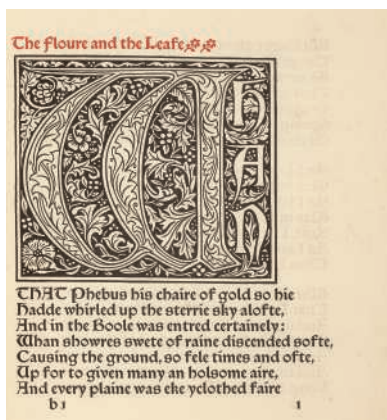 The Floure and the Leafe
WHAN
THAT Phebus his chaire of gold so hie
Hadde whirled up the sterrie sky alofte,
And in the Boole was entred certainely:
Whan showres swete of raine discended softe,
Causing the ground, so fele times and ofte,
Up for to given many an holsome aire,
And every plaine was eke yclothed faire
b1 1